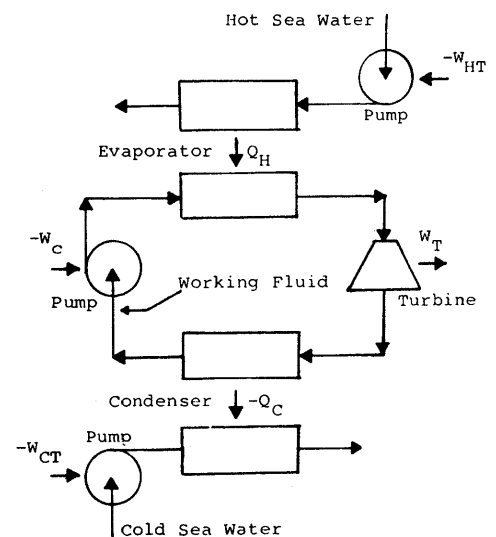 Hot Sea Water
-W_HT
Pump
Evaporator
Q_H
-W_c
W_T
Pump
Working Fluid
Turbine
Condenser
-Q_C
Pump
-W_CT
Cold Sea Water